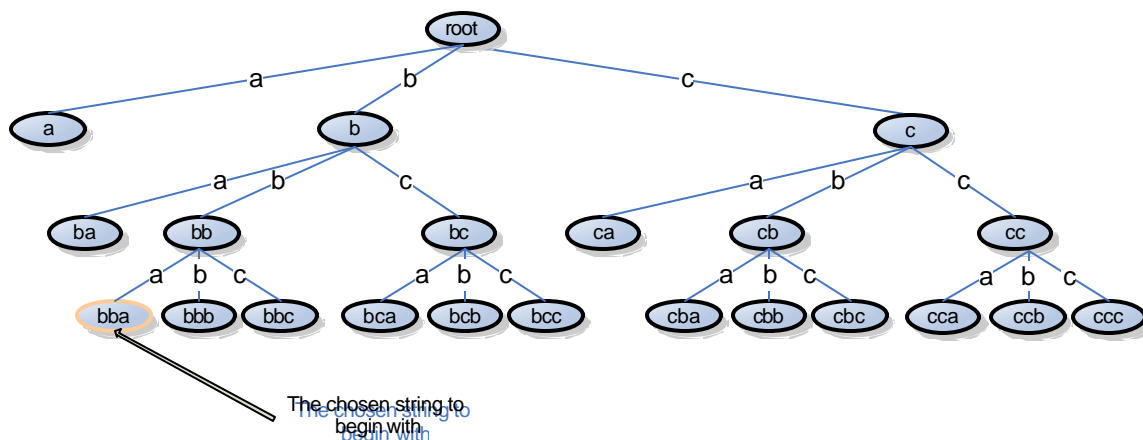 root
a b c
a b c
a b c a b c
ba bb bc ca cb cc
a b c a b c a b c a b c
bba bbb bbc bca bcb bcc cba cbb cbc cca ccb ccc
The chosen string to
begin with